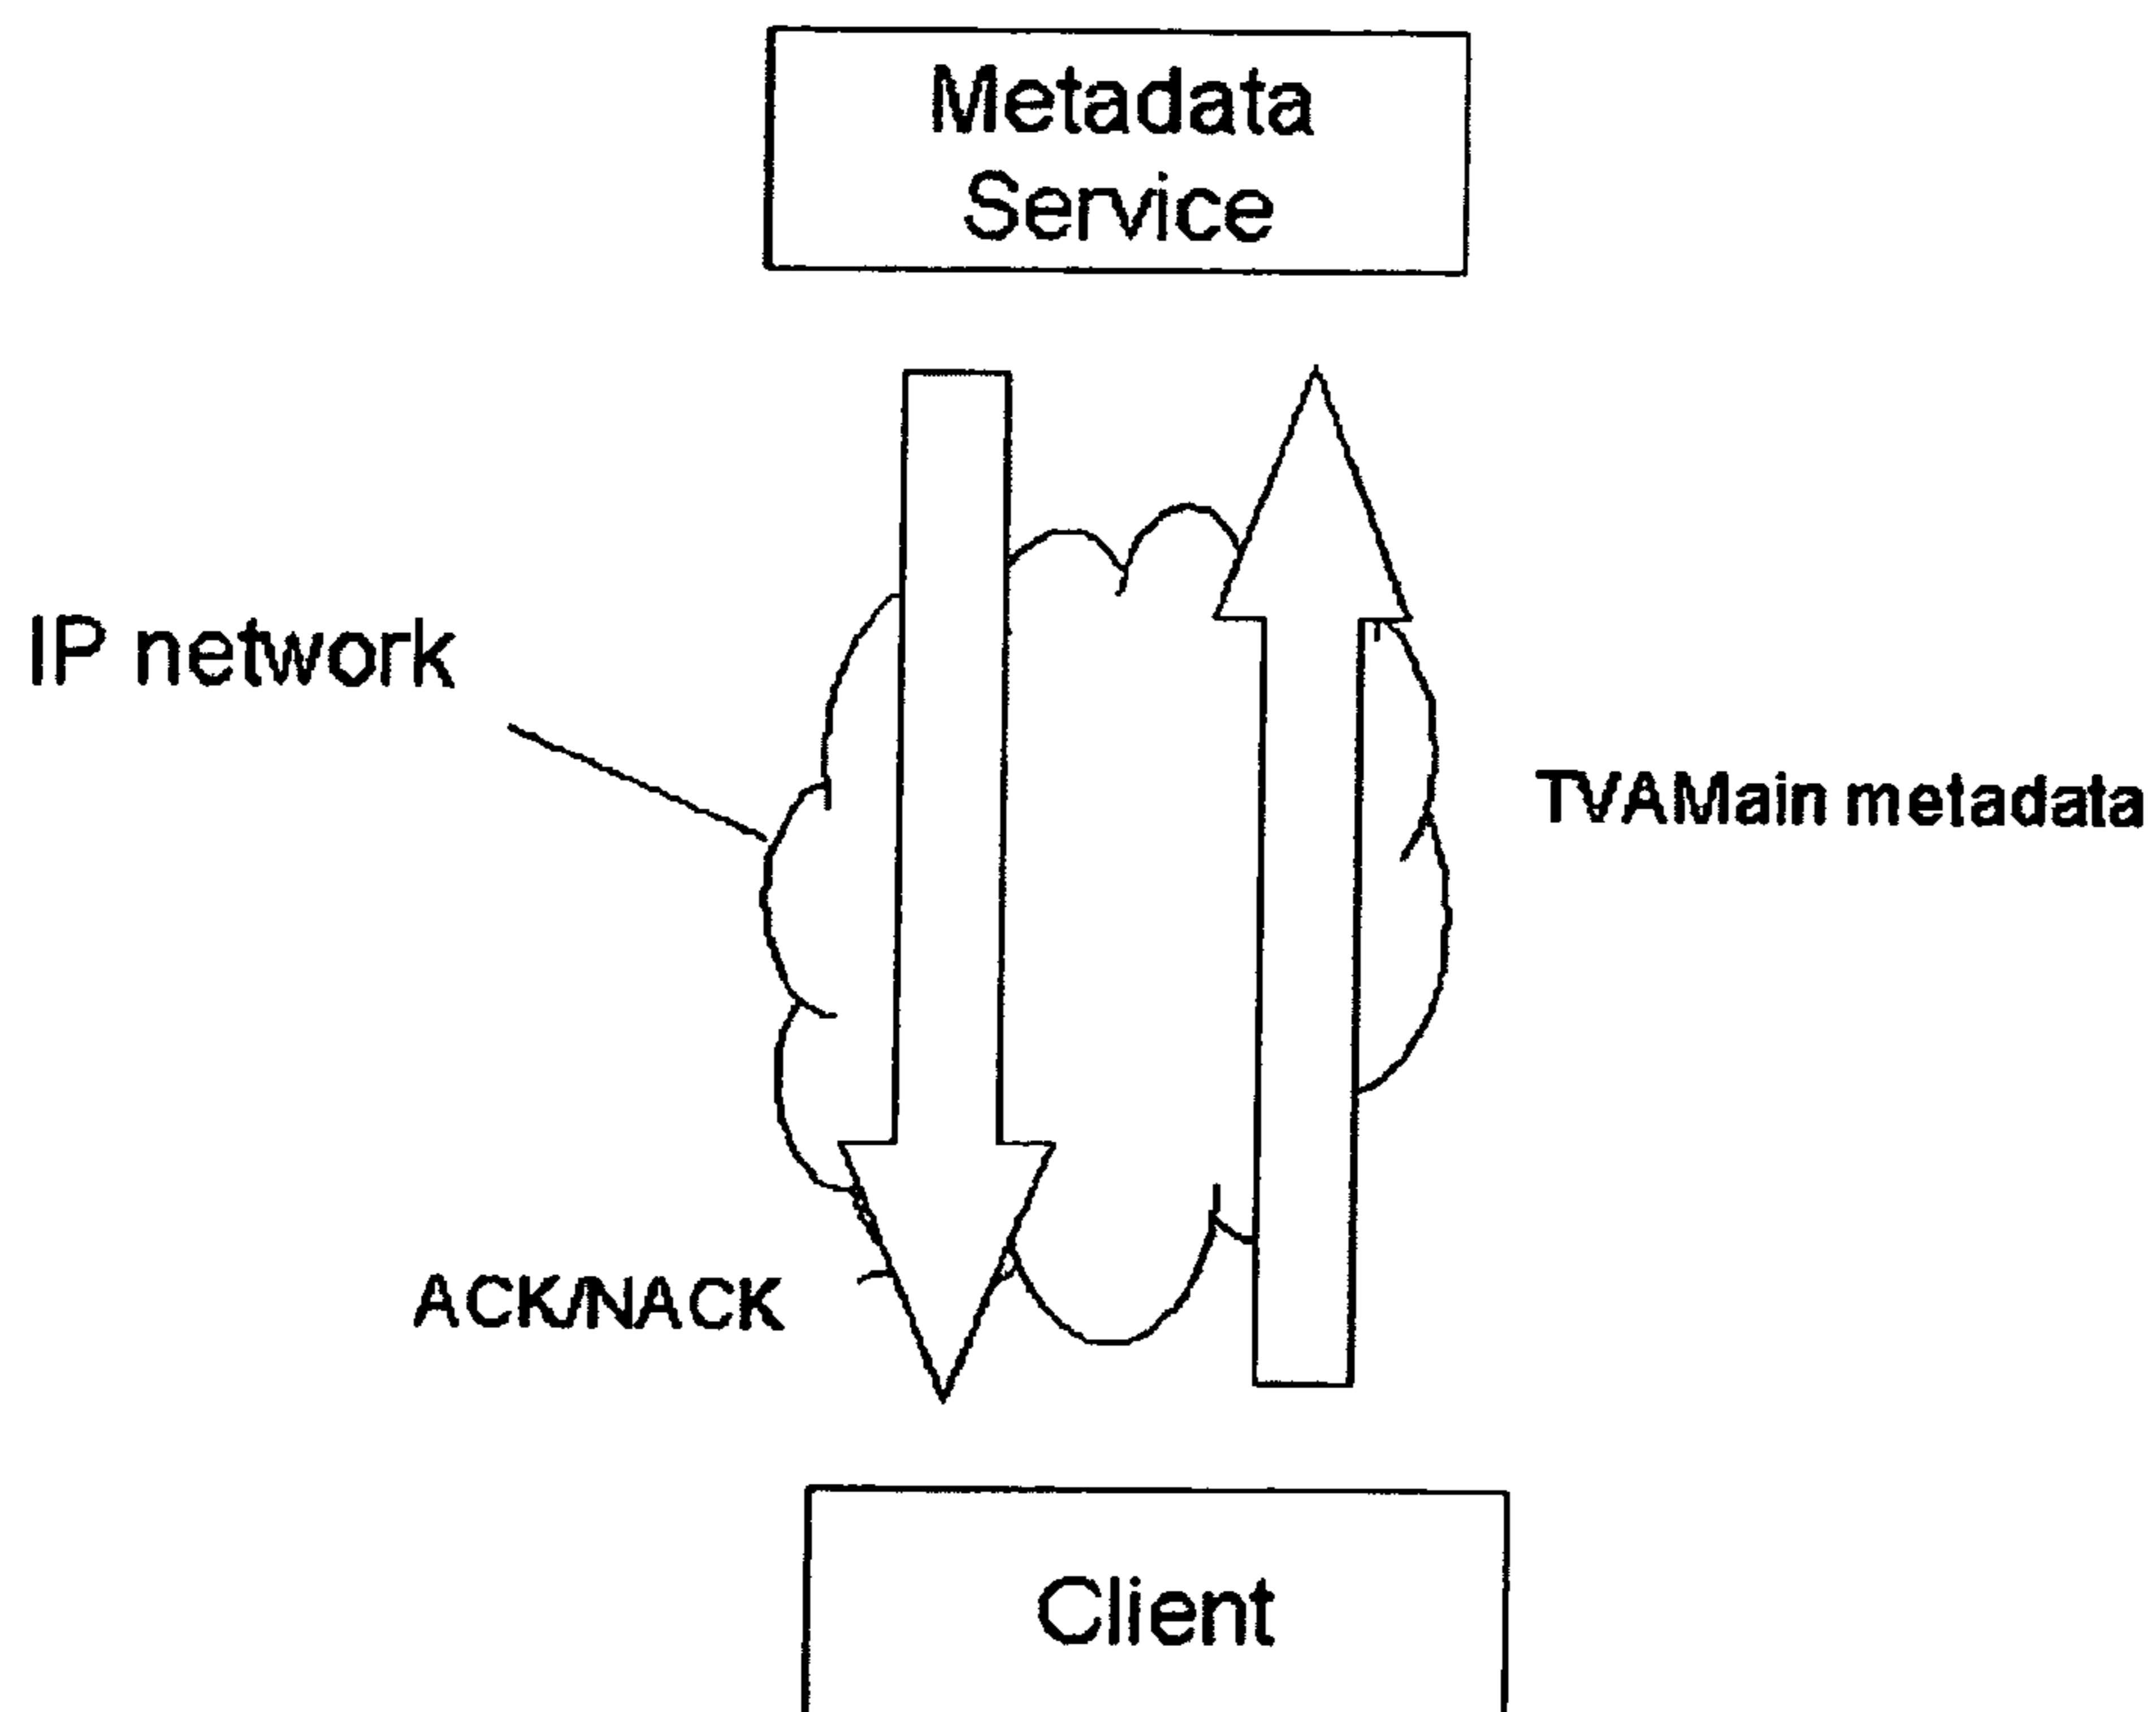 Metadata
Service
IP network
TVAMain metadata
ACK/NACK
Client